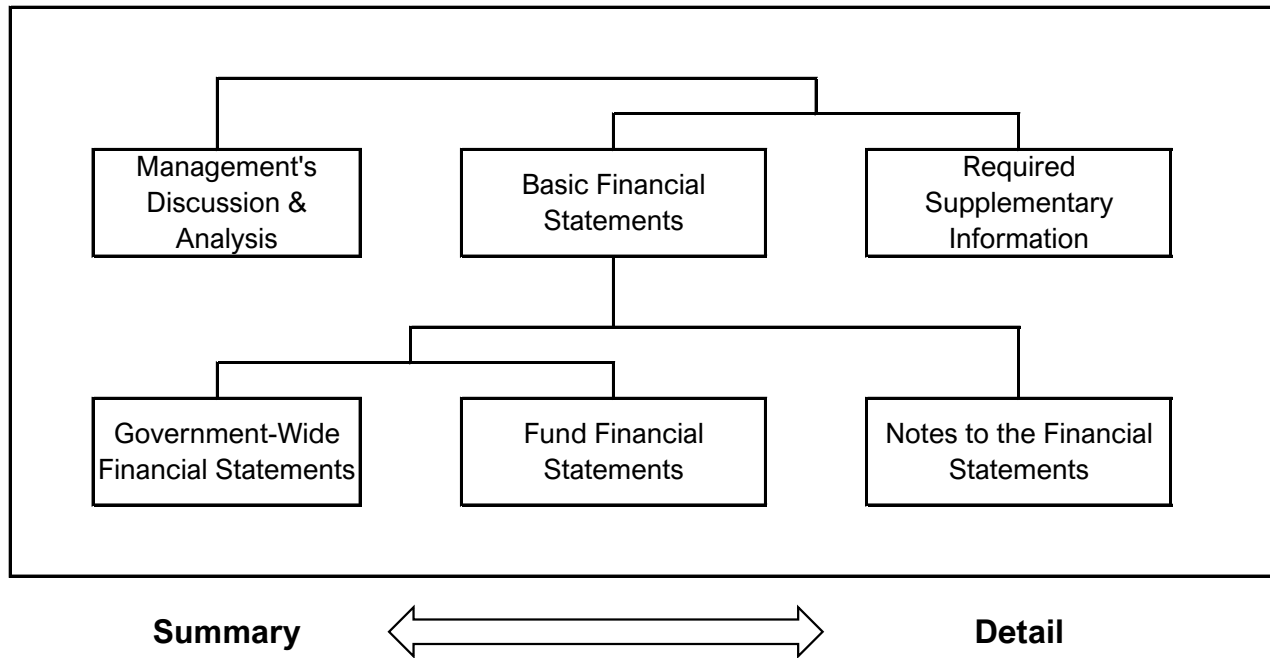 Management's
Discussion &
Analysis
Basic Financial
Statements
Required
Supplementary
Information
Government-Wide
Financial Statements
Fund Financial
Statements
Notes to the Financial
Statements
Summary
Detail